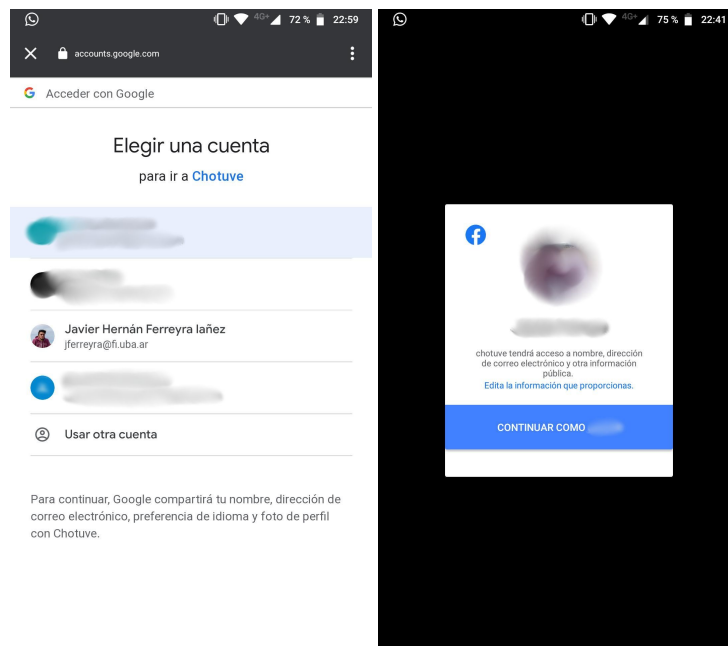 4G+ 72 % 22:59
accounts.google.com
Acceder con Google
Elegir una cuenta
para ir a Chotuve
Javier Hernán Ferreyra Iañez
jferreyra@fi.uba.ar
Usar otra cuenta
Para continuar, Google compartirá tu nombre, dirección de
correo electrónico, preferencia de idioma y foto de perfil
con Chotuve.
4G+ 75 % 22:41
chotuve tendrá acceso a nombre, dirección
de correo electrónico y otra información
pública.
Edita la información que proporcionas.
CONTINUAR COMO